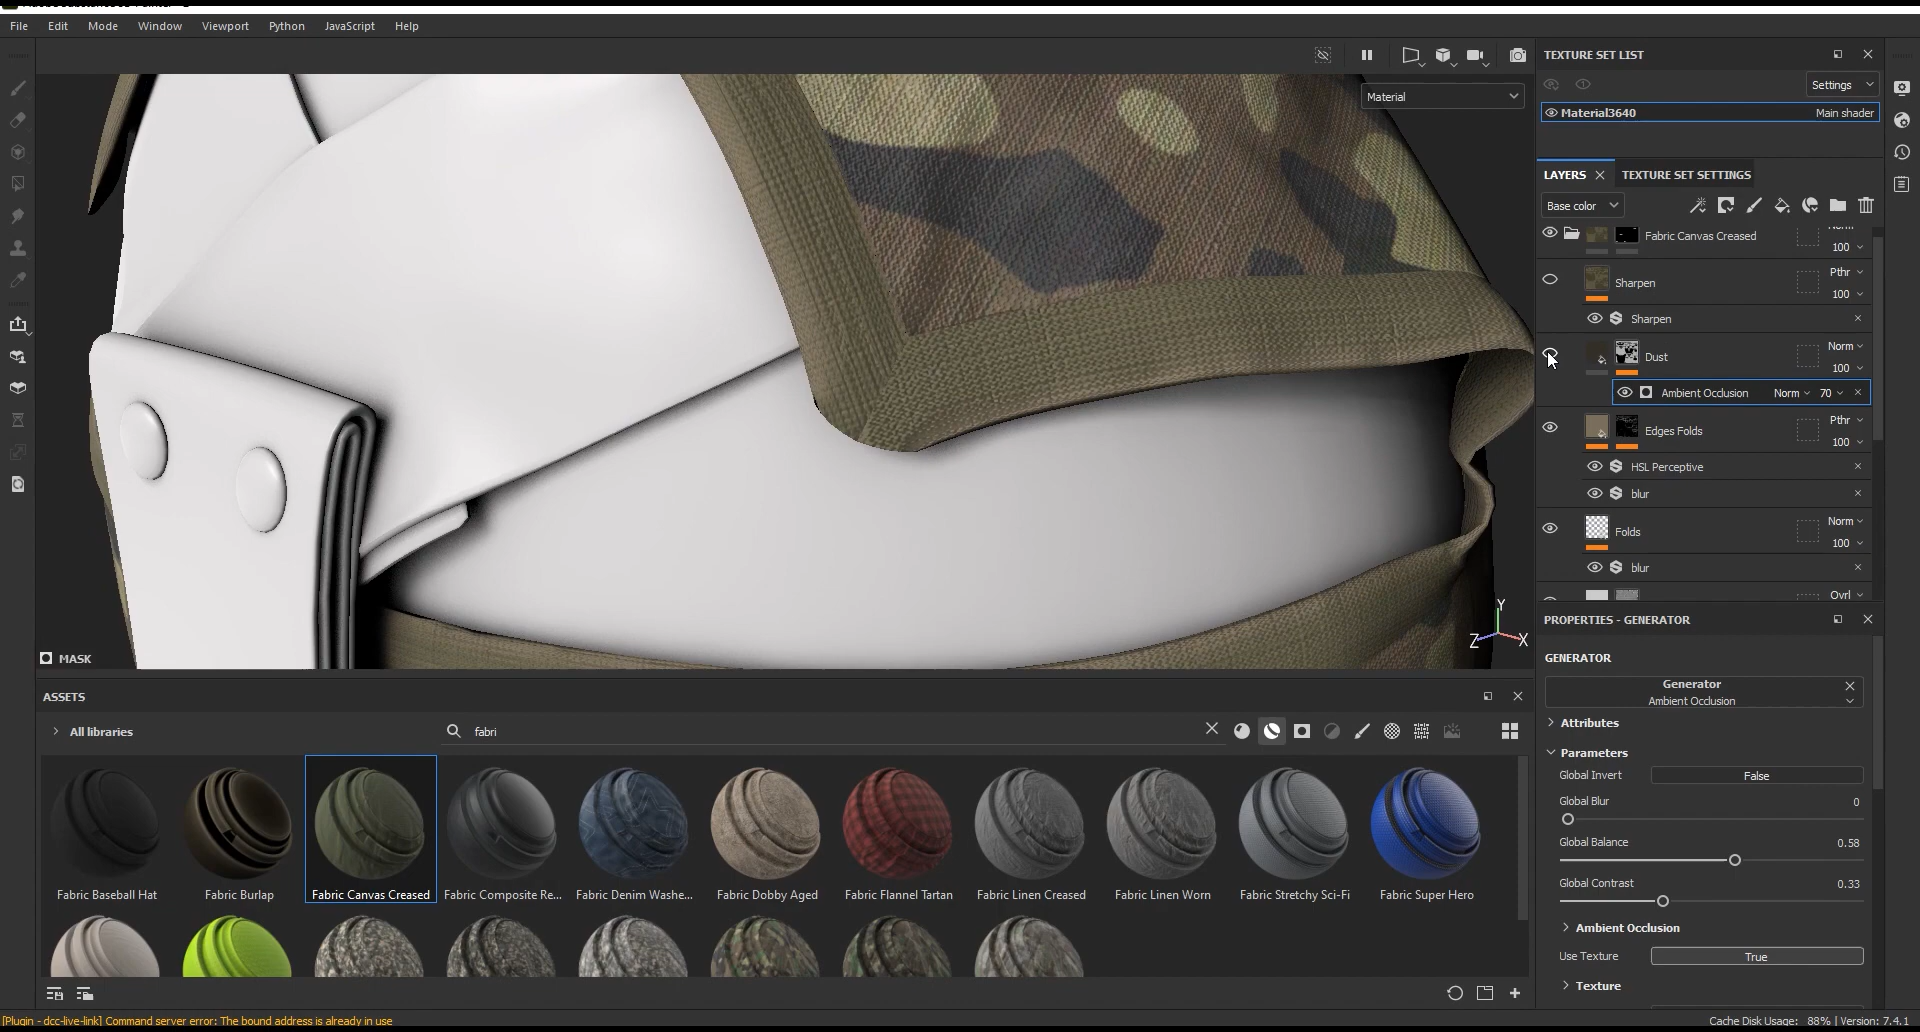 File Edit Mode Window Viewport Python JavaScript Help
Material
TEXTURE SET LIST
Settings
Material3640 Main shader
LAYERS TEXTURE SET SETTINGS
Base color
Fabric Canvas Creased
100
Sharpen Pthr
100
Sharpen
Dust Norm
100
Ambient Occlusion Norm 70
Edges Folds Pthr
100
HSL Perceptive
blur
Folds Norm
100
blur
Ovrl
Y
Z X
MASK
PROPERTIES - GENERATOR
GENERATOR
Generator
Ambient Occlusion
Attributes
Parameters
Global Invert False
Global Blur 0
Global Balance 0.58
Global Contrast 0.33
Ambient Occlusion
Use Texture True
Texture
ASSETS
All libraries fabri
Fabric Baseball Hat Fabric Burlap Fabric Canvas Creased Fabric Composite Re... Fabric Denim Washe... Fabric Dobby Aged Fabric Flannel Tartan Fabric Linen Creased Fabric Linen Worn Fabric Stretchy Sci-Fi Fabric Super Hero
[Plugin - dcc-live-link] Command server error: The bound address is already in use
Cache Disk Usage: 88% | Version: 7.4.1